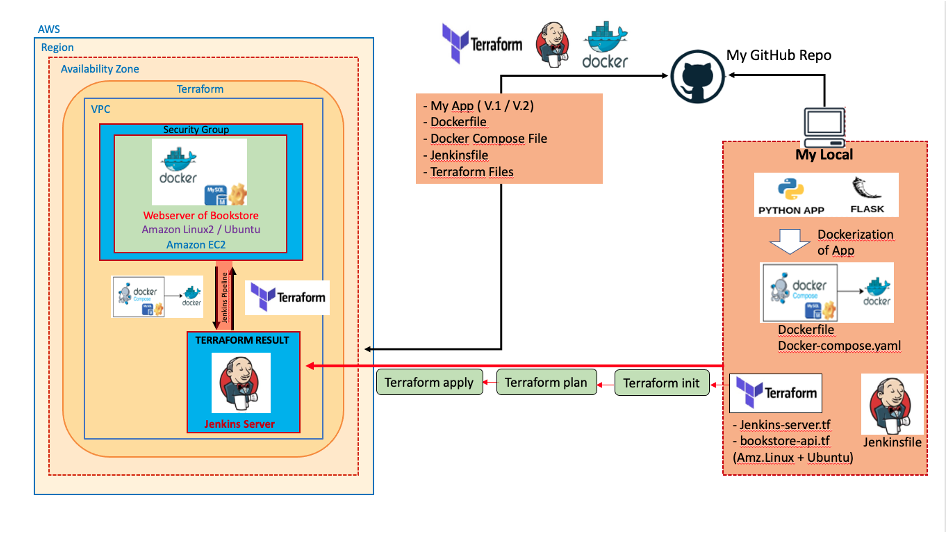 AWS
Region
Availability Zone
Terraform
VPC
Security Group
docker
MySQL
Webserver of Bookstore
Amazon Linux2 / Ubuntu
Amazon EC2
docker
Compose
docker
Jenkins Pipeline
Terraform
TERRAFORM RESULT
Jenkins Server
Terraform
docker
My GitHub Repo
- My App ( V.1 / V.2)
- Dockerfile
- Docker Compose File
- Jenkinsfile
- Terraform Files
Terraform apply
Terraform plan
Terraform init
My Local
PYTHON APP
FLASK
Dockerization
of App
docker
Compose
MySQL
docker
Dockerfile
Docker-compose.yaml
Terraform
- Jenkins-server.tf
- bookstore-api.tf
(Amz.Linux + Ubuntu)
Jenkinsfile